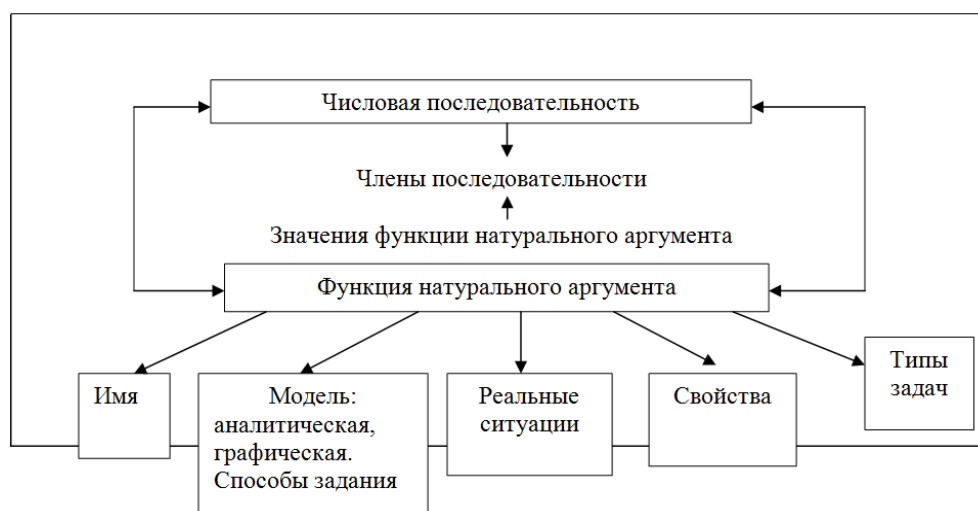 Числовая последовательность
Члены последовательности
Значения функции натурального аргумента
Функция натурального аргумента
Имя
Модель:
аналитическая,
графическая.
Способы задания
Реальные
ситуации
Свойства
Типы
задач